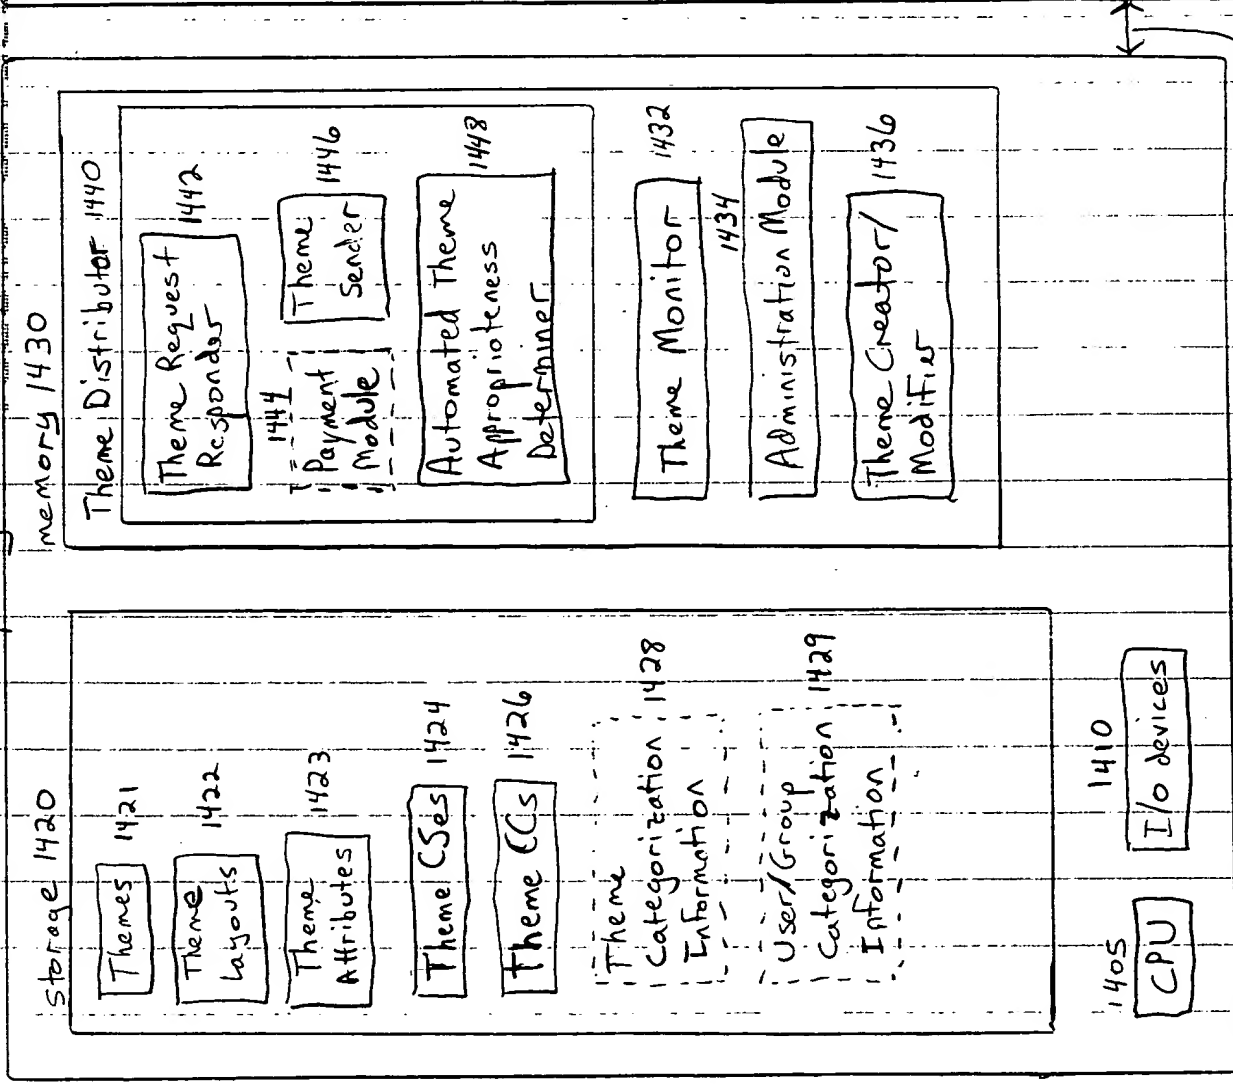 memory 1430
Theme Distributor 1440
Theme Request
Responder
1442
1444
Payment
Module
Theme
Sender
1446
Automated Theme
Appropriateness
Determiner
1448
Theme Monitor
1432
1434
Administration Module
Theme Creator/
Modifier
1436
storage 1420
Themes
1421
Theme
Layouts
1422
Theme
Attributes
1423
Theme CSes
1424
Theme CCs
1426
Theme
Categorization
Information
1428
User/Group
Categorization
Information
1429
1405
CPU
1410
I/o devices